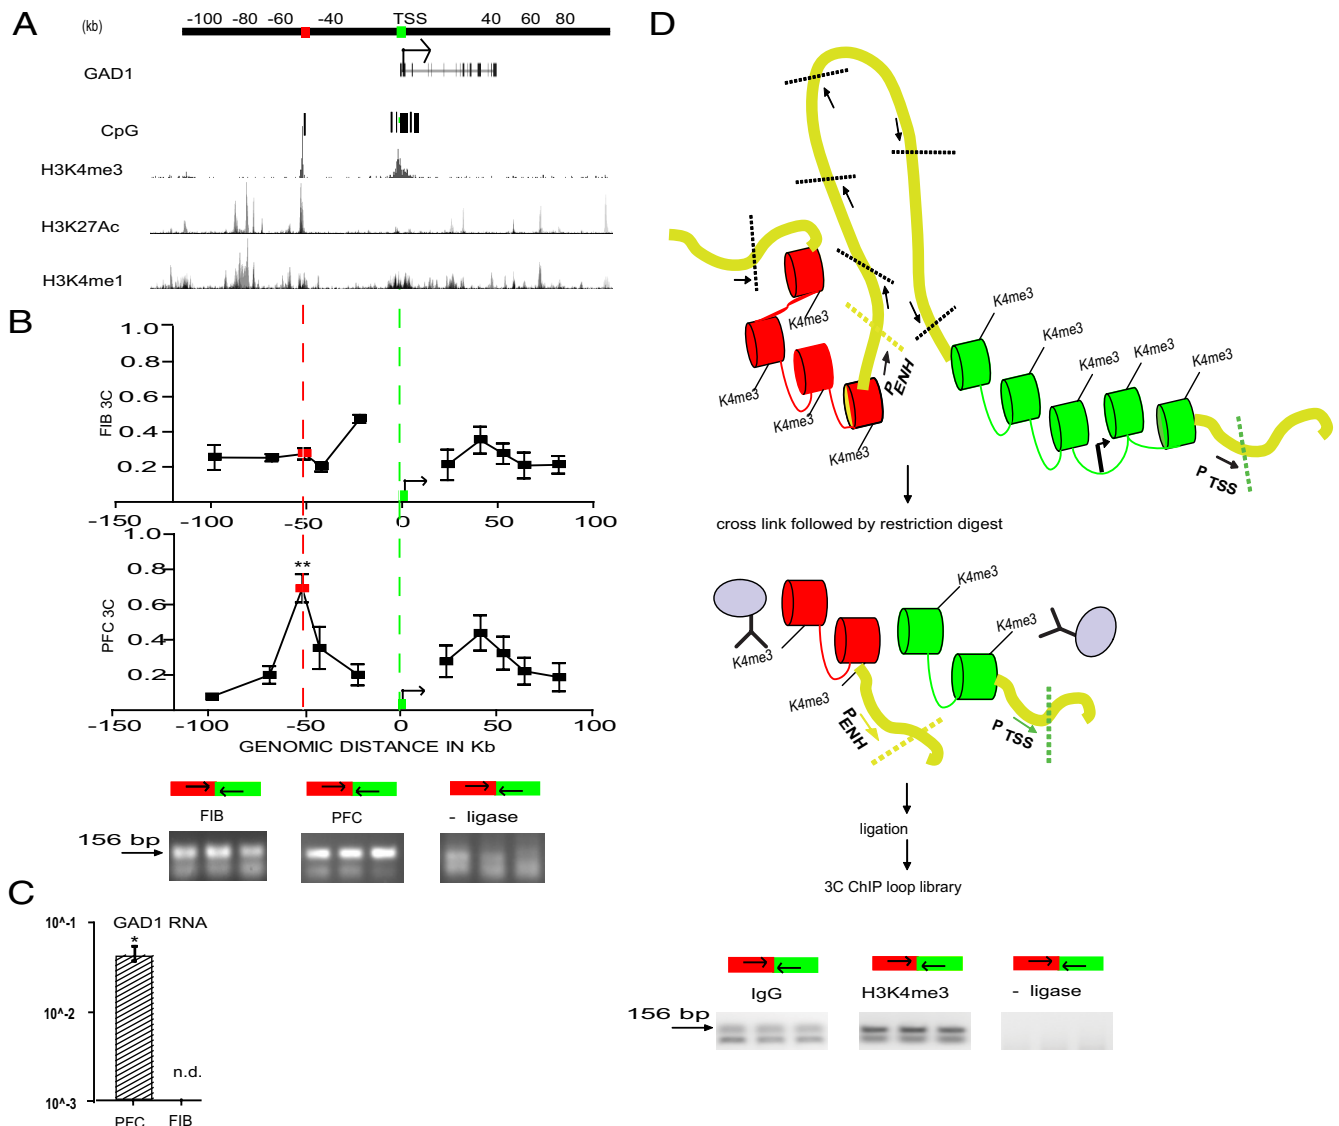 A
(kb)
-100 -80 -60 -40 TSS 40 60 80
GAD1
CpG
H3K4me3
H3K27Ac
H3K4me1
B
FIB 3C
1.0
0.8
0.6
0.4
0.2
-150 -100 -50 0 50 100
PFC 3C
1.0
0.8
0.6
0.4
0.2
**
-150 -100 -50 0 50 100
GENOMIC DISTANCE IN Kb
FIB PFC - ligase
156 bp
C
GAD1 RNA
10^-1
10^-2
10^-3
*
n.d.
PFC FIB
D
K4me3
K4me3
K4me3
K4me3
P ENH
K4me3
K4me3
K4me3
K4me3
K4me3
P TSS
cross link followed by restriction digest
K4me3
K4me3
K4me3
K4me3
P ENH
P TSS
ligation
3C ChIP loop library
IgG H3K4me3 - ligase
156 bp